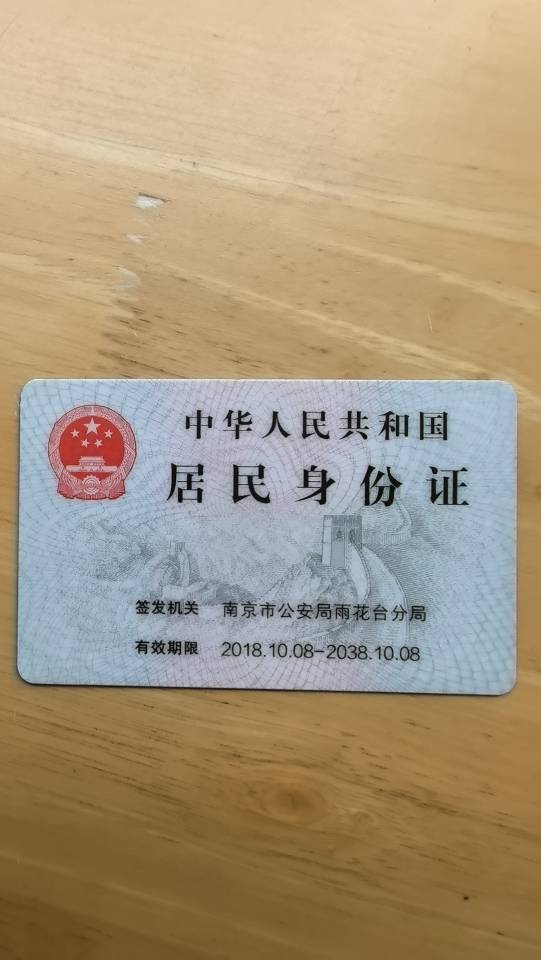 中华人民共和国
居民身份证
签发机关 南京市公安局雨花台分局
有效期限 2018.10.08-2038.10.08